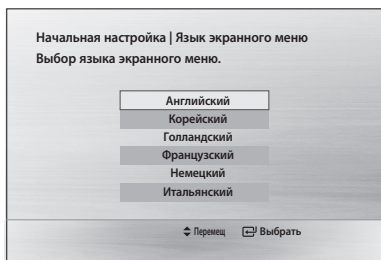 Начальная настройка | Язык экранного меню
Выбор языка экранного меню.
Английский
Корейский
Голландский
Французский
Немецкий
Итальянский
Перемещ Выбрать